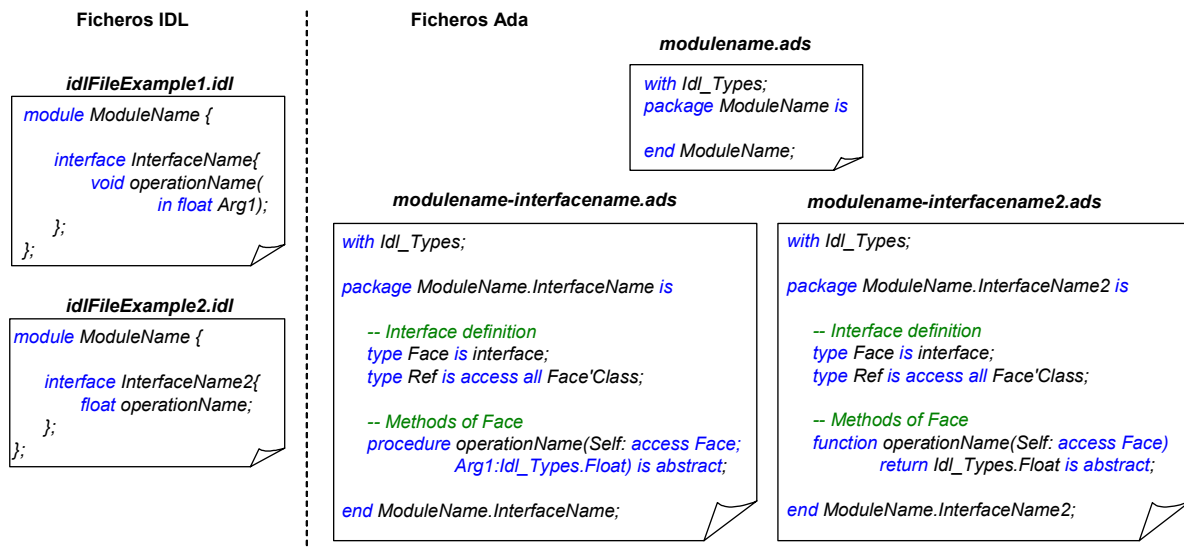 Ficheros IDL
idlFileExample1.idl
module ModuleName {
interface InterfaceName{
void operationName(
in float Arg1);
};
};
idlFileExample2.idl
module ModuleName {
interface InterfaceName2{
float operationName;
};
};
Ficheros Ada
modulename.ads
with Idl_Types;
package ModuleName is
end ModuleName;
modulename-interfacename.ads
with Idl_Types;
package ModuleName.InterfaceName is
-- Interface definition
type Face is interface;
type Ref is access all Face'Class;
-- Methods of Face
procedure operationName(Self: access Face;
Arg1:Idl_Types.Float) is abstract;
end ModuleName.InterfaceName;
modulename-interfacename2.ads
with Idl_Types;
package ModuleName.InterfaceName2 is
-- Interface definition
type Face is interface;
type Ref is access all Face'Class;
-- Methods of Face
function operationName(Self: access Face)
return Idl_Types.Float is abstract;
end ModuleName.InterfaceName2;